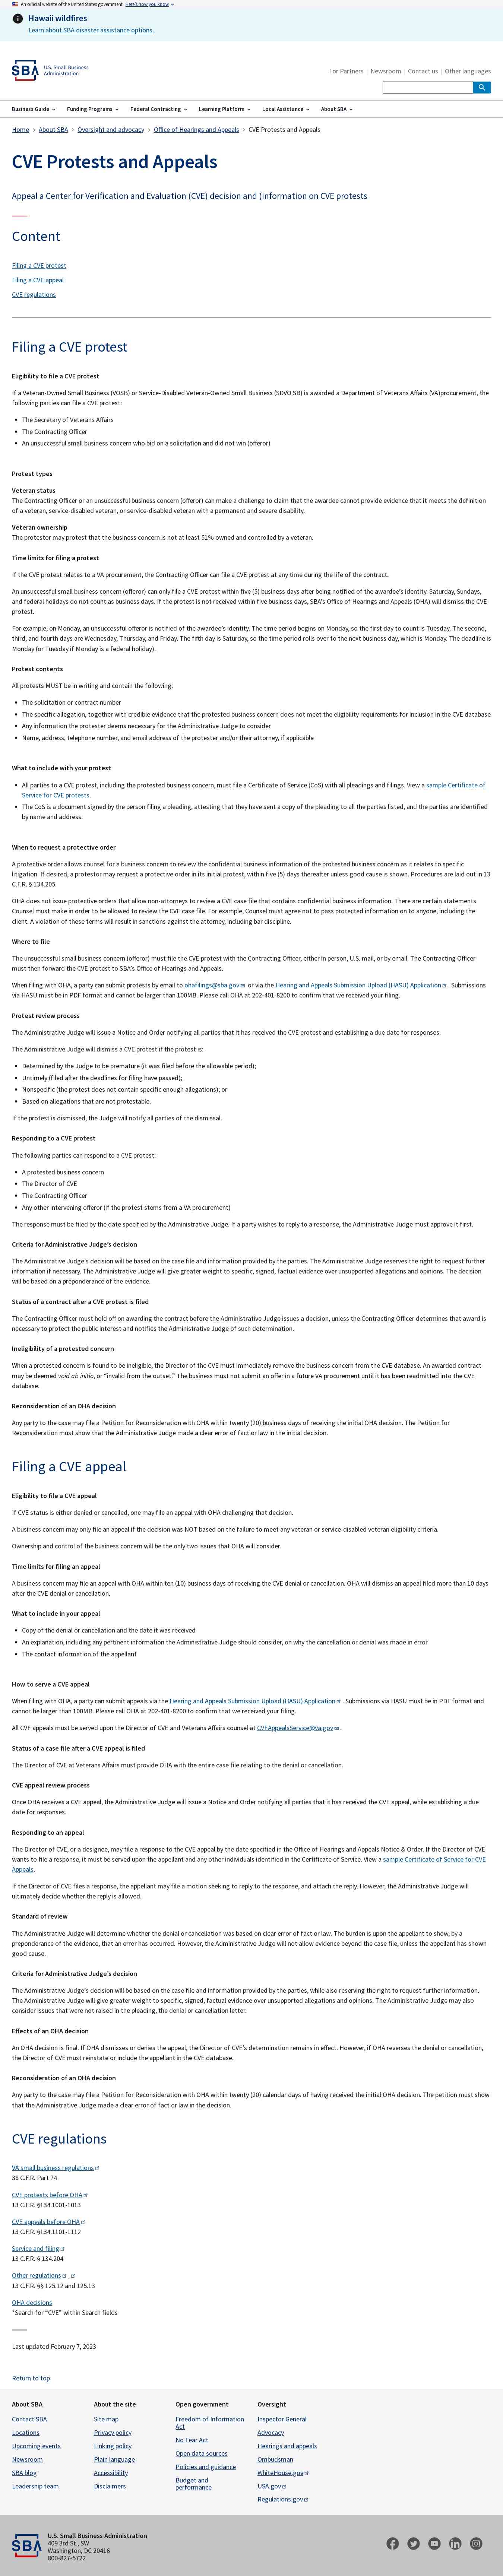 An official website of the United States government Here's how you know
Hawaii wildfires
Learn about SBA disaster assistance options.
SBA U.S. Small Business Administration
For Partners | Newsroom | Contact us | Other languages
Business Guide Funding Programs Federal Contracting Learning Platform Local Assistance About SBA
Home > About SBA > Oversight and advocacy > Office of Hearings and Appeals > CVE Protests and Appeals
CVE Protests and Appeals
Appeal a Center for Verification and Evaluation (CVE) decision and (information on CVE protests
Content
Filing a CVE protest
Filing a CVE appeal
CVE regulations
Filing a CVE protest
Eligibility to file a CVE protest
If a Veteran-Owned Small Business (VOSB) or Service-Disabled Veteran-Owned Small Business (SDVO SB) is awarded a Department of Veterans Affairs (VA)procurement, the
following parties can file a CVE protest:
• The Secretary of Veterans Affairs
• The Contracting Officer
• An unsuccessful small business concern who bid on a solicitation and did not win (offeror)
Protest types
Veteran status
The Contracting Officer or an unsuccessful business concern (offeror) can make a challenge to claim that the awardee cannot provide evidence that it meets the definition
of a veteran, service-disabled veteran, or service-disabled veteran with a permanent and severe disability.
Veteran ownership
The protestor may protest that the business concern is not at least 51% owned and controlled by a veteran.
Time limits for filing a protest
If the CVE protest relates to a VA procurement, the Contracting Officer can file a CVE protest at any time during the life of the contract.
An unsuccessful small business concern (offeror) can only file a CVE protest within five (5) business days after being notified of the awardee's identity. Saturday, Sundays,
and federal holidays do not count as business days. If the protest is not received within five business days, SBA's Office of Hearings and Appeals (OHA) will dismiss the CVE
protest.
For example, on Monday, an unsuccessful offeror is notified of the awardee's identity. The time period begins on Monday, so the first day to count is Tuesday. The second,
third, and fourth days are Wednesday, Thursday, and Friday. The fifth day is Saturday, so the time period rolls over to the next business day, which is Monday. The deadline is
Monday (or Tuesday if Monday is a federal holiday).
Protest contents
All protests MUST be in writing and contain the following:
• The solicitation or contract number
• The specific allegation, together with credible evidence that the protested business concern does not meet the eligibility requirements for inclusion in the CVE database
• Any information the protester deems necessary for the Administrative Judge to consider
• Name, address, telephone number, and email address of the protester and/or their attorney, if applicable
What to include with your protest
• All parties to a CVE protest, including the protested business concern, must file a Certificate of Service (CoS) with all pleadings and filings. View a sample Certificate of
Service for CVE protests.
• The CoS is a document signed by the person filing a pleading, attesting that they have sent a copy of the pleading to all the parties listed, and the parties are identified
by name and address.
When to request a protective order
A protective order allows counsel for a business concern to review the confidential business information of the protested business concern as it relates to specific
litigation. If desired, a protestor may request a protective order in its initial protest, within five (5) days thereafter unless good cause is shown. Procedures are laid out in 13
C.F.R. § 134.205.
OHA does not issue protective orders that allow non-attorneys to review a CVE case file that contains confidential business information. There are certain statements
Counsel must make in order to be allowed to review the CVE case file. For example, Counsel must agree not to pass protected information on to anyone, including a client.
A violation of these terms will result in sanctions against the attorney, including bar discipline.
Where to file
The unsuccessful small business concern (offeror) must file the CVE protest with the Contracting Officer, either in person, U.S. mail, or by email. The Contracting Officer
must then forward the CVE protest to SBA's Office of Hearings and Appeals.
When filing with OHA, a party can submit protests by email to ohafilings@sba.gov or via the Hearing and Appeals Submission Upload (HASU) Application . Submissions
via HASU must be in PDF format and cannot be larger than 100MB. Please call OHA at 202-401-8200 to confirm that we received your filing.
Protest review process
The Administrative Judge will issue a Notice and Order notifying all parties that it has received the CVE protest and establishing a due date for responses.
The Administrative Judge will dismiss a CVE protest if the protest is:
• Determined by the Judge to be premature (it was filed before the allowable period);
• Untimely (filed after the deadlines for filing have passed);
• Nonspecific (the protest does not contain specific enough allegations); or
• Based on allegations that are not protestable.
If the protest is dismissed, the Judge will notify all parties of the dismissal.
Responding to a CVE protest
The following parties can respond to a CVE protest:
• A protected business concern
• The Director of CVE
• The Contracting Officer
• Any other intervening offeror (if the protest stems from a VA procurement)
The response must be filed by the date specified by the Administrative Judge. If a party wishes to reply to a response, the Administrative Judge must approve it first.
Criteria for Administrative Judge's decision
The Administrative Judge's decision will be based on the case file and information provided by the parties. The Administrative Judge reserves the right to request further
information if necessary. The Administrative Judge will give greater weight to specific, signed, factual evidence over unsupported allegations and opinions. The decision
will be based on a preponderance of the evidence.
Status of a contract after a CVE protest is filed
The Contracting Officer must hold off on awarding the contract before the Administrative Judge issues a decision, unless the Contracting Officer determines that award is
necessary to protect the public interest and notifies the Administrative Judge of such determination.
Ineligibility of a protested concern
When a protested concern is found to be ineligible, the Director of the CVE must immediately remove the business concern from the CVE database. An awarded contract
may be deemed void ab initio, or “invalid from the outset.” The business must not submit an offer in a future VA procurement until it has been readmitted into the CVE
database.
Reconsideration of an OHA decision
Any party to the case may file a Petition for Reconsideration with OHA within twenty (20) business days of receiving the initial OHA decision. The Petition for
Reconsideration must show that the Administrative Judge made a clear error of fact or law in the initial decision.
Filing a CVE appeal
Eligibility to file a CVE appeal
If CVE status is either denied or cancelled, one may file an appeal with OHA challenging that decision.
A business concern may only file an appeal if the decision was NOT based on the failure to meet any veteran or service-disabled veteran eligibility criteria.
Ownership and control of the business concern will be the only two issues that OHA will consider.
Time limits for filing an appeal
A business concern may file an appeal with OHA within ten (10) business days of receiving the CVE denial or cancellation. OHA will dismiss an appeal filed more than 10 days
after the CVE denial or cancellation.
What to include in your appeal
• Copy of the denial or cancellation and the date it was received
• An explanation, including any pertinent information the Administrative Judge should consider, on why the cancellation or denial was made in error
• The contact information of the appellant
How to serve a CVE appeal
When filing with OHA, a party can submit appeals via the Hearing and Appeals Submission Upload (HASU) Application . Submissions via HASU must be in PDF format and
cannot be larger than 100MB. Please call OHA at 202-401-8200 to confirm that we received your filing.
All CVE appeals must be served upon the Director of CVE and Veterans Affairs counsel at CVEAppealsService@va.gov .
Status of a case file after a CVE appeal is filed
The Director of CVE at Veterans Affairs must provide OHA with the entire case file relating to the denial or cancellation.
CVE appeal review process
Once OHA receives a CVE appeal, the Administrative Judge will issue a Notice and Order notifying all parties that it has received the CVE appeal, while establishing a due
date for responses.
Responding to an appeal
The Director of CVE, or a designee, may file a response to the CVE appeal by the date specified in the Office of Hearings and Appeals Notice & Order. If the Director of CVE
wants to file a response, it must be served upon the appellant and any other individuals identified in the Certificate of Service. View a sample Certificate of Service for CVE
Appeals.
If the Director of CVE files a response, the appellant may file a motion seeking to reply to the response, and attach the reply. However, the Administrative Judge will
ultimately decide whether the reply is allowed.
Standard of review
The Administrative Judge will determine whether the denial or cancellation was based on clear error of fact or law. The burden is upon the appellant to show, by a
preponderance of the evidence, that an error has occurred. However, the Administrative Judge will not allow evidence beyond the case file, unless the appellant has shown
good cause.
Criteria for Administrative Judge's decision
The Administrative Judge's decision will be based on the case file and information provided by the parties, while also reserving the right to request further information.
The Administrative Judge will give greater weight to specific, signed, factual evidence over unsupported allegations and opinions. The Administrative Judge may also
consider issues that were not raised in the pleading, the denial or cancellation letter.
Effects of an OHA decision
An OHA decision is final. If OHA dismisses or denies the appeal, the Director of CVE's determination remains in effect. However, if OHA reverses the denial or cancellation,
the Director of CVE must reinstate or include the appellant in the CVE database.
Reconsideration of an OHA decision
Any party to the case may file a Petition for Reconsideration with OHA within twenty (20) calendar days of having received the initial OHA decision. The petition must show
that the Administrative Judge made a clear error of fact or law in the decision.
CVE regulations
VA small business regulations
38 C.F.R. Part 74
CVE protests before OHA
13 C.F.R. §134.1001-1013
CVE appeals before OHA
13 C.F.R. §134.1101-1112
Service and filing
13 C.F.R. § 134.204
Other regulations
13 C.F.R. §§ 125.12 and 125.13
OHA decisions
*Search for “CVE” within Search fields
Last updated February 7, 2023
Return to top
About SBA
Contact SBA
Locations
Upcoming events
Newsroom
SBA blog
Leadership team
About the site
Site map
Privacy policy
Linking policy
Plain language
Accessibility
Disclaimers
Open government
Freedom of Information
Act
No Fear Act
Open data sources
Policies and guidance
Budget and
performance
Oversight
Inspector General
Advocacy
Hearings and appeals
Ombudsman
WhiteHouse.gov
USA.gov
Regulations.gov
SBA
U.S. Small Business Administration
409 3rd St., SW
Washington, DC 20416
800-827-5722